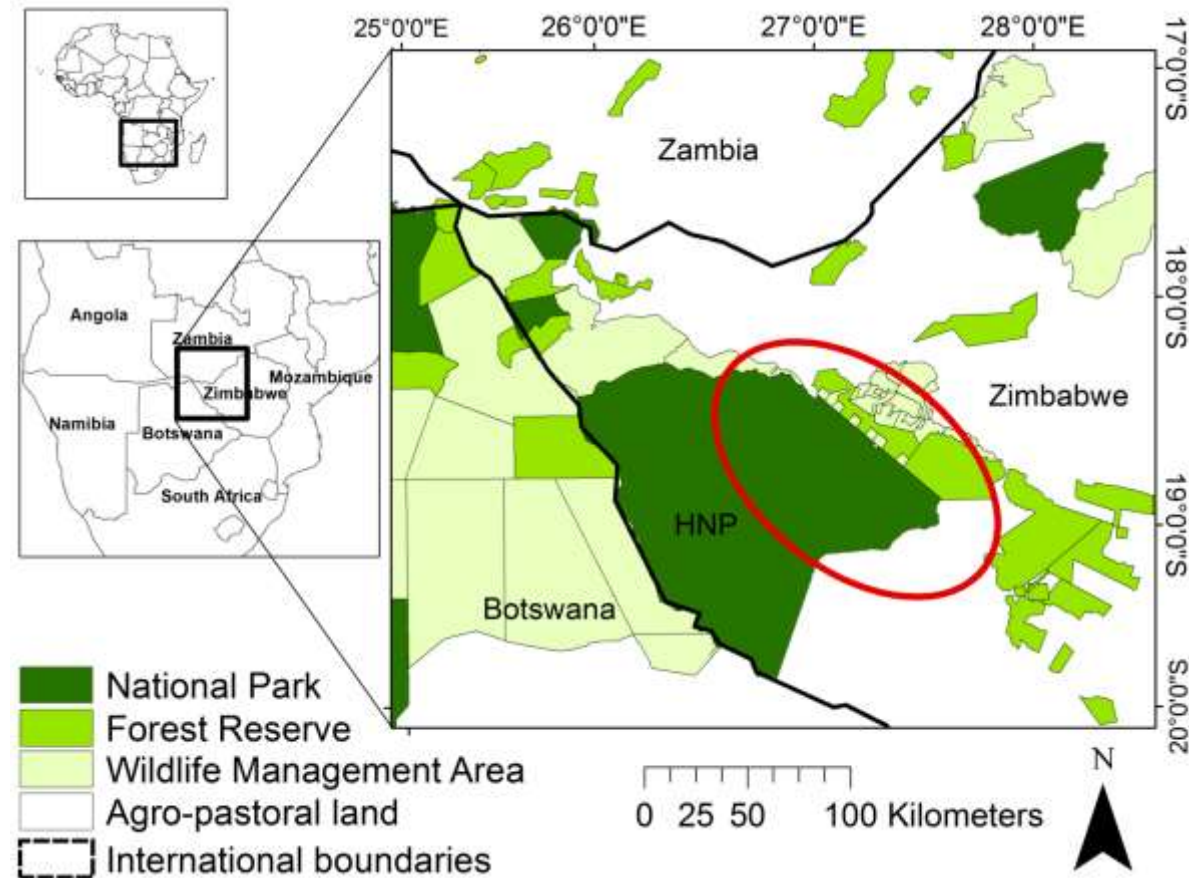 25°0'0"E 26°0'0"E 27°0'0"E 28°0'0"E
17°0'0"S
18°0'0"S
19°0'0"S
20°0'0"S
Zambia
Zimbabwe
HNP
Botswana
Angola
Zambia
Mozambique
Zimbabwe
Namibia
Botswana
South Africa
National Park
Forest Reserve
Wildlife Management Area
Agro-pastoral land
International boundaries
0 25 50 100 Kilometers
N